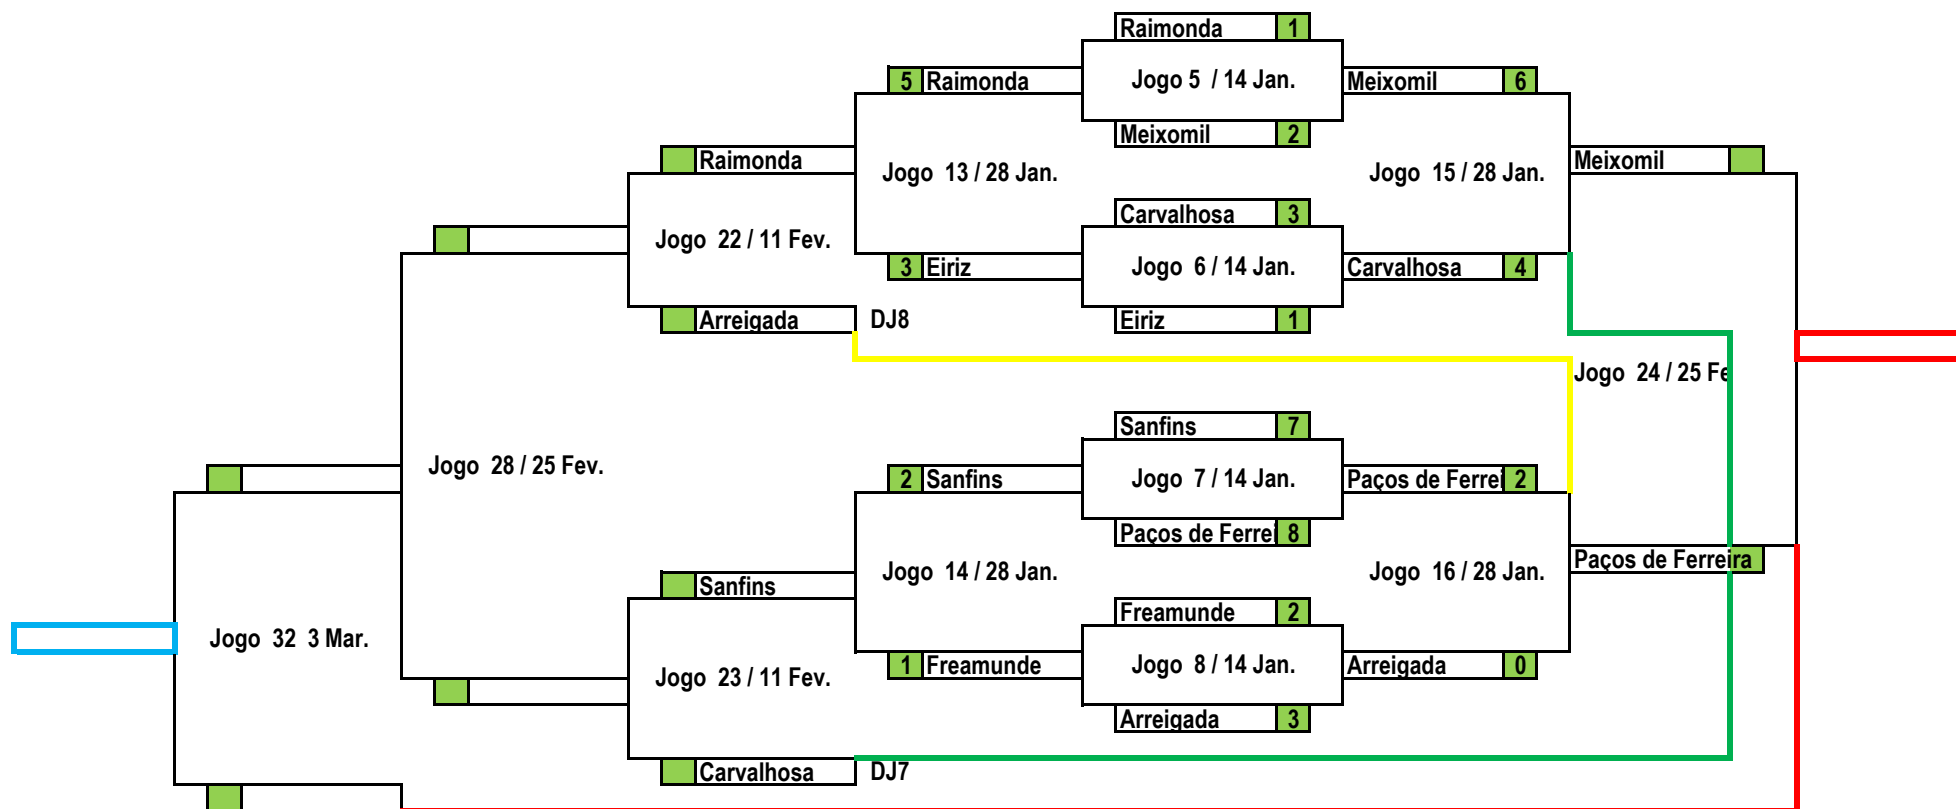 Raimonda 1
Jogo 5 / 14 Jan.
5 Raimonda
Meixomil 6
Meixomil 2
Raimonda
Jogo 13 / 28 Jan.
Jogo 15 / 28 Jan.
Meixomil
Carvalhosa 3
Jogo 22 / 11 Fev.
3 Eiriz
Jogo 6 / 14 Jan.
Carvalhosa 4
Arreigada DJ8
Eiriz 1
Jogo 24 / 25 Fe
Sanfins 7
Jogo 28 / 25 Fev.
2 Sanfins
Jogo 7 / 14 Jan.
Paços de Ferrei 2
Paços de Ferrei 8
Jogo 14 / 28 Jan.
Jogo 16 / 28 Jan.
Paços de Ferreira
Sanfins
Freamunde 2
Jogo 32 3 Mar.
Jogo 23 / 11 Fev.
1 Freamunde
Jogo 8 / 14 Jan.
Arreigada 0
Arreigada 3
Carvalhosa DJ7